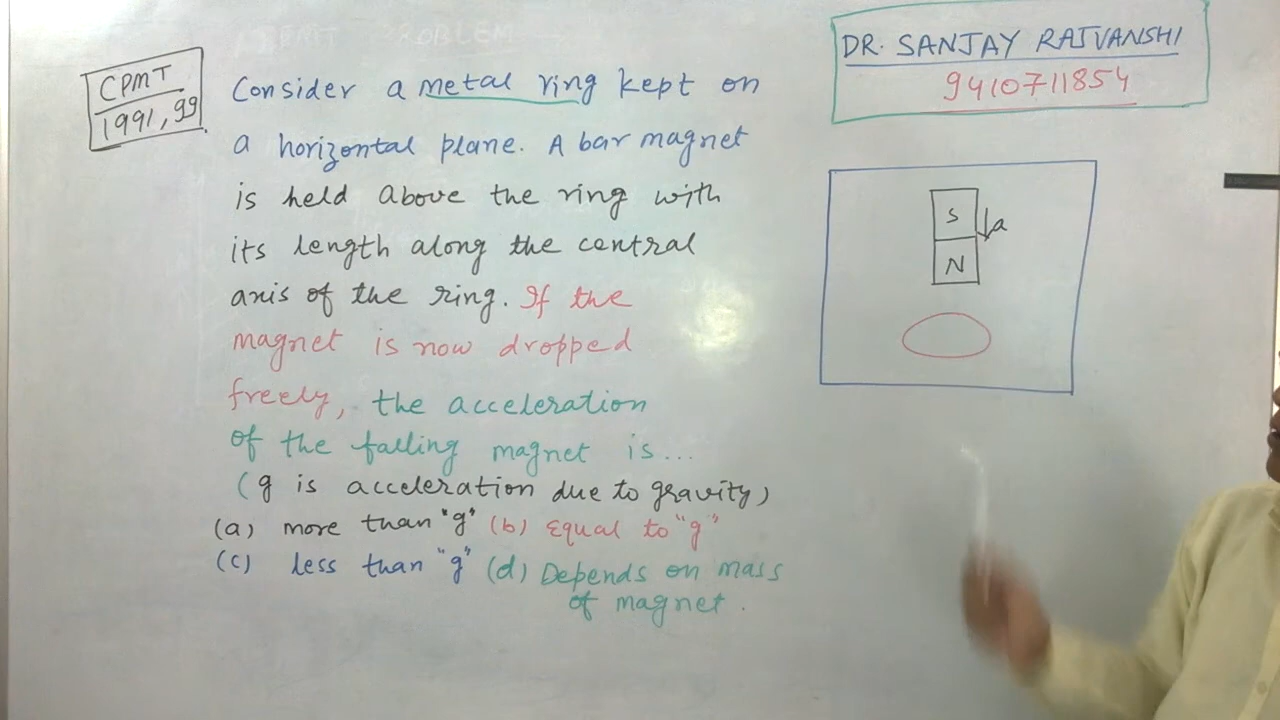 CPMT
1991, 99
Consider a metal ring kept on
a horizontal plane. A bar magnet
is held above the ring with
its length along the central
axis of the ring. If the
magnet is now dropped
freely, the acceleration
of the falling magnet is...
(g is acceleration due to gravity)
(a) more than "g" (b) Equal to "g"
(c) less than "g" (d) Depends on mass
of magnet.
DR. SANJAY RAJVANSHI
9410711854
S
a
N